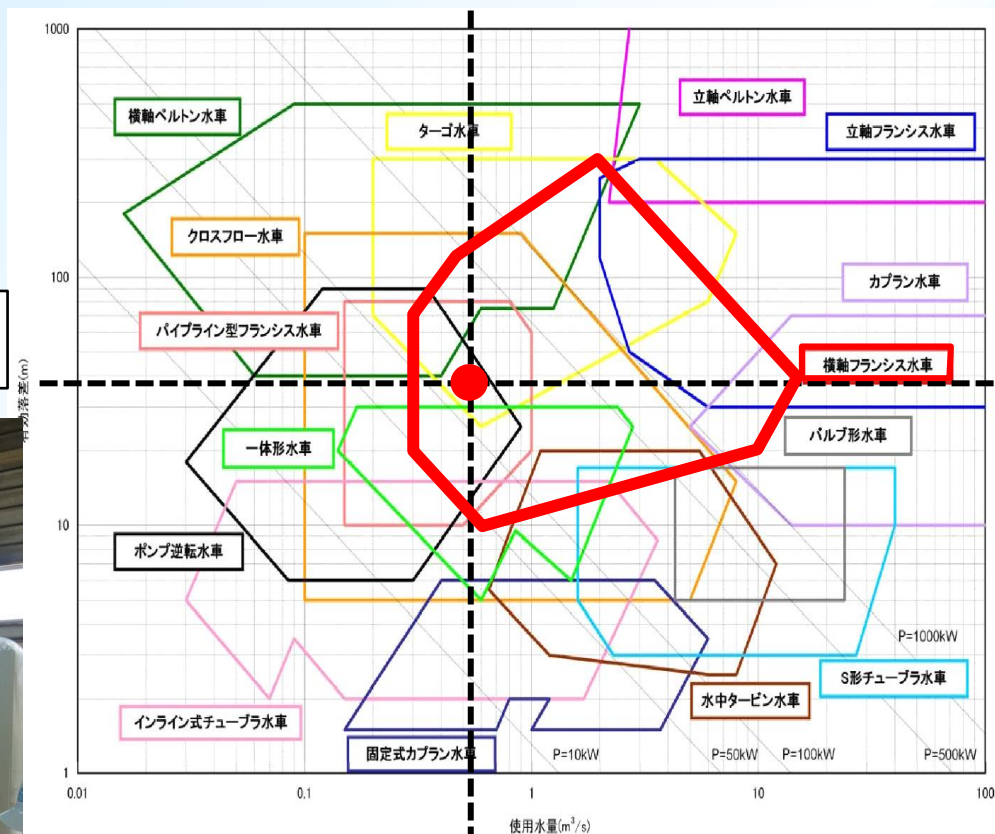 1000
横軸ペルトン水車
ターゴ水車
立軸ペルトン水車
立軸フランシス水車
クロスフロー水車
100
カプラン水車
パイプライン型フランシス水車
横軸フランシス水車
有効落差(m)
一体形水車
バルブ形水車
10
ポンプ逆転水車
P=1000kW
S形チューブラ水車
水中タービン水車
インライン式チューブラ水車
固定式カプラン水車
P=10kW
P=50kW
P=100kW
P=500kW
1
0.01
0.1
1
10
100
使用水量(m³/s)